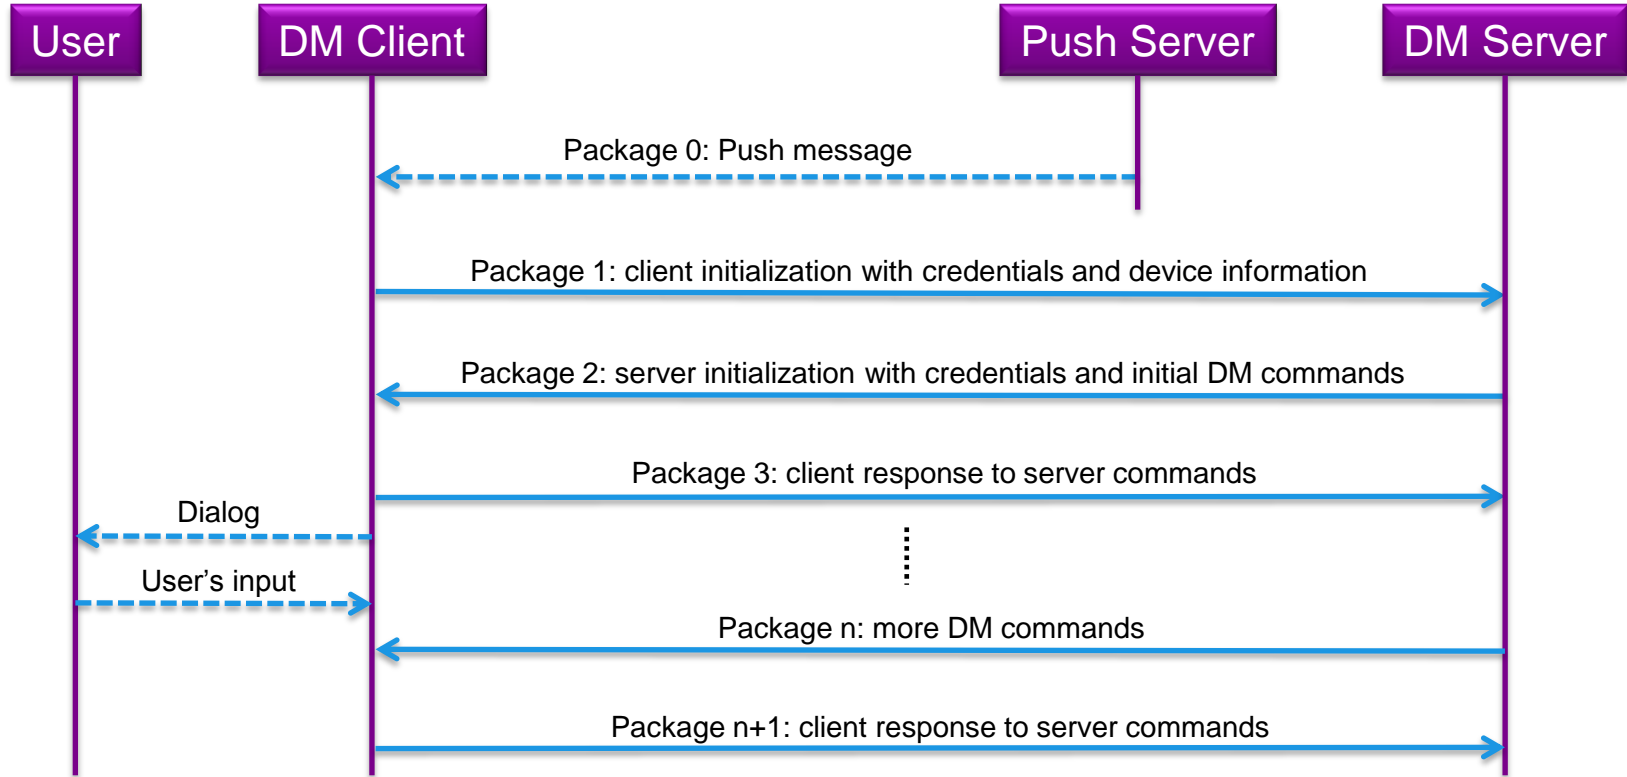 User
DM Client
Push Server
DM Server
Package 0: Push message
Package 1: client initialization with credentials and device information
Package 2: server initialization with credentials and initial DM commands
Package 3: client response to server commands
Dialog
User’s input
Package n: more DM commands
Package n+1: client response to server commands